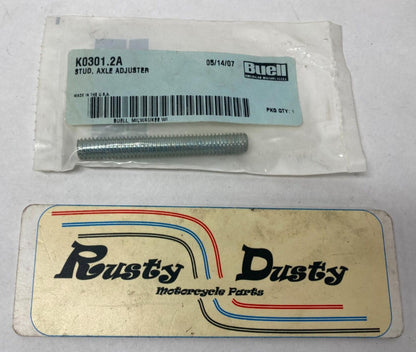 K0301.2A
05/14/07
Buell
STUD, AXLE ADJUSTER
MADE IN THE U.S.A.
PKG QTY: 1
BUELL, MILWAUKEE WI
Rusty Dusty
Motorcycle Parts